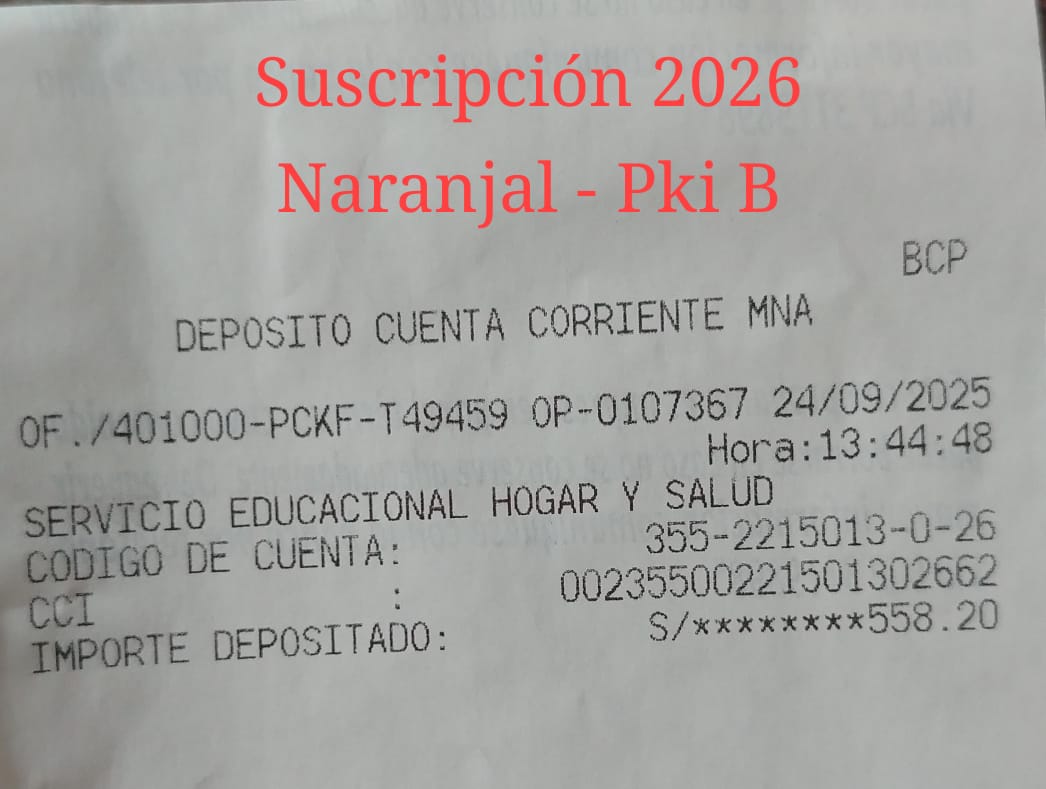 Suscripción 2026
Naranjal - Pki B
BCP
DEPOSITO CUENTA CORRIENTE MNA
OF./401000-PCKF-T49459 OP-0107367 24/09/2025
Hora:13:44:48
SERVICIO EDUCACIONAL HOGAR Y SALUD
CODIGO DE CUENTA: 355-2215013-0-26
CCI : 00235500221501302662
IMPORTE DEPOSITADO: S/********558.20